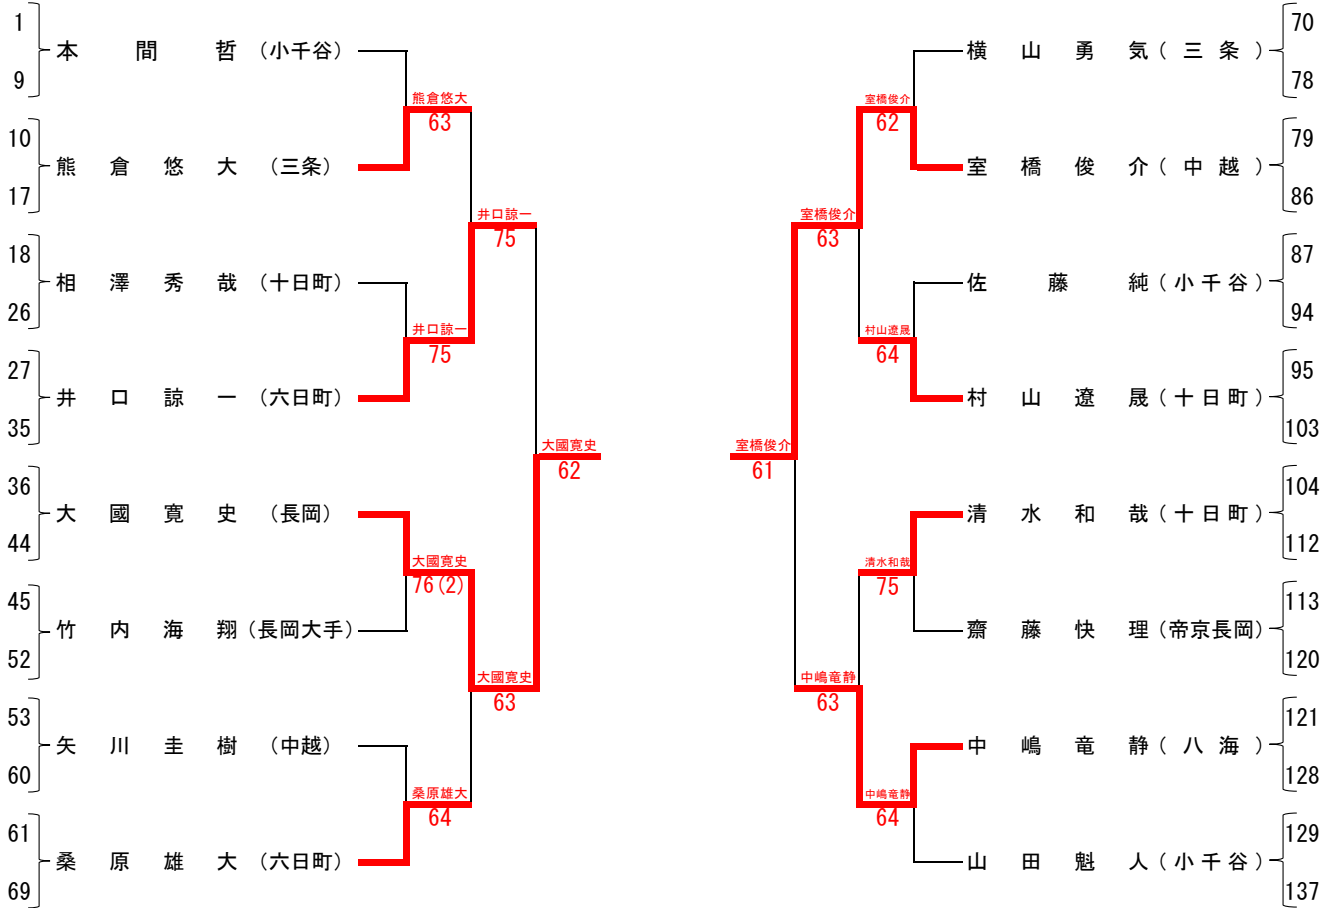 1
本間哲（小千谷）
9
熊倉悠大
63
10
熊倉悠大（三条）
17
井口諒一
75
18
相澤秀哉（十日町）
26
井口諒一
75
27
井口諒一（六日町）
35
大國寛史
62
36
大國寛史（長岡）
44
大國寛史
76(2)
45
竹内海翔（長岡大手）
52
大國寛史
63
53
矢川圭樹（中越）
60
桑原雄大
64
61
桑原雄大（六日町）
69
70
横山勇気（三条）
78
室橋俊介
62
79
室橋俊介（中越）
86
室橋俊介
63
87
佐藤純（小千谷）
94
村山遼晟
64
95
村山遼晟（十日町）
103
室橋俊介
61
104
清水和哉（十日町）
112
清水和哉
75
113
齋藤快理（帝京長岡）
120
中嶋竜静
63
121
中嶋竜静（八海）
128
中嶋竜静
64
129
山田魁人（小千谷）
137